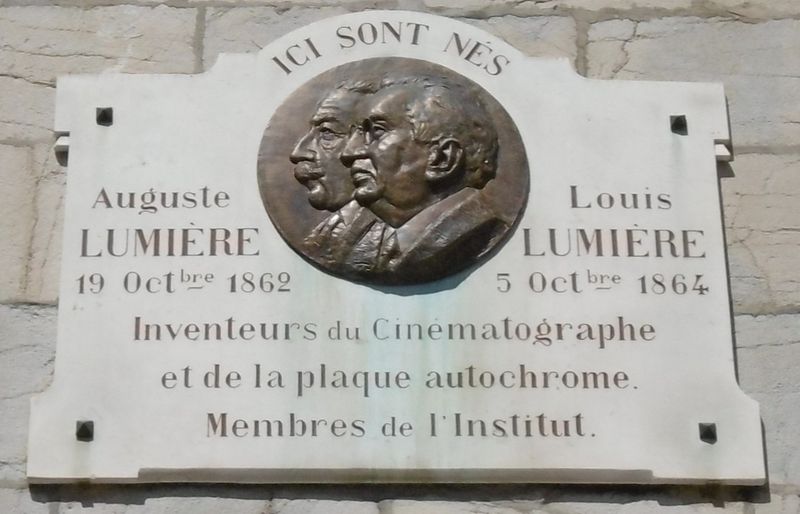 ICI SONT NÉS
Auguste
LUMIÈRE
19 Octbre 1862
Louis
LUMIÈRE
5 Octbre 1864
Inventeurs du Cinématographe
et de la plaque autochrome.
Membres de l'Institut.